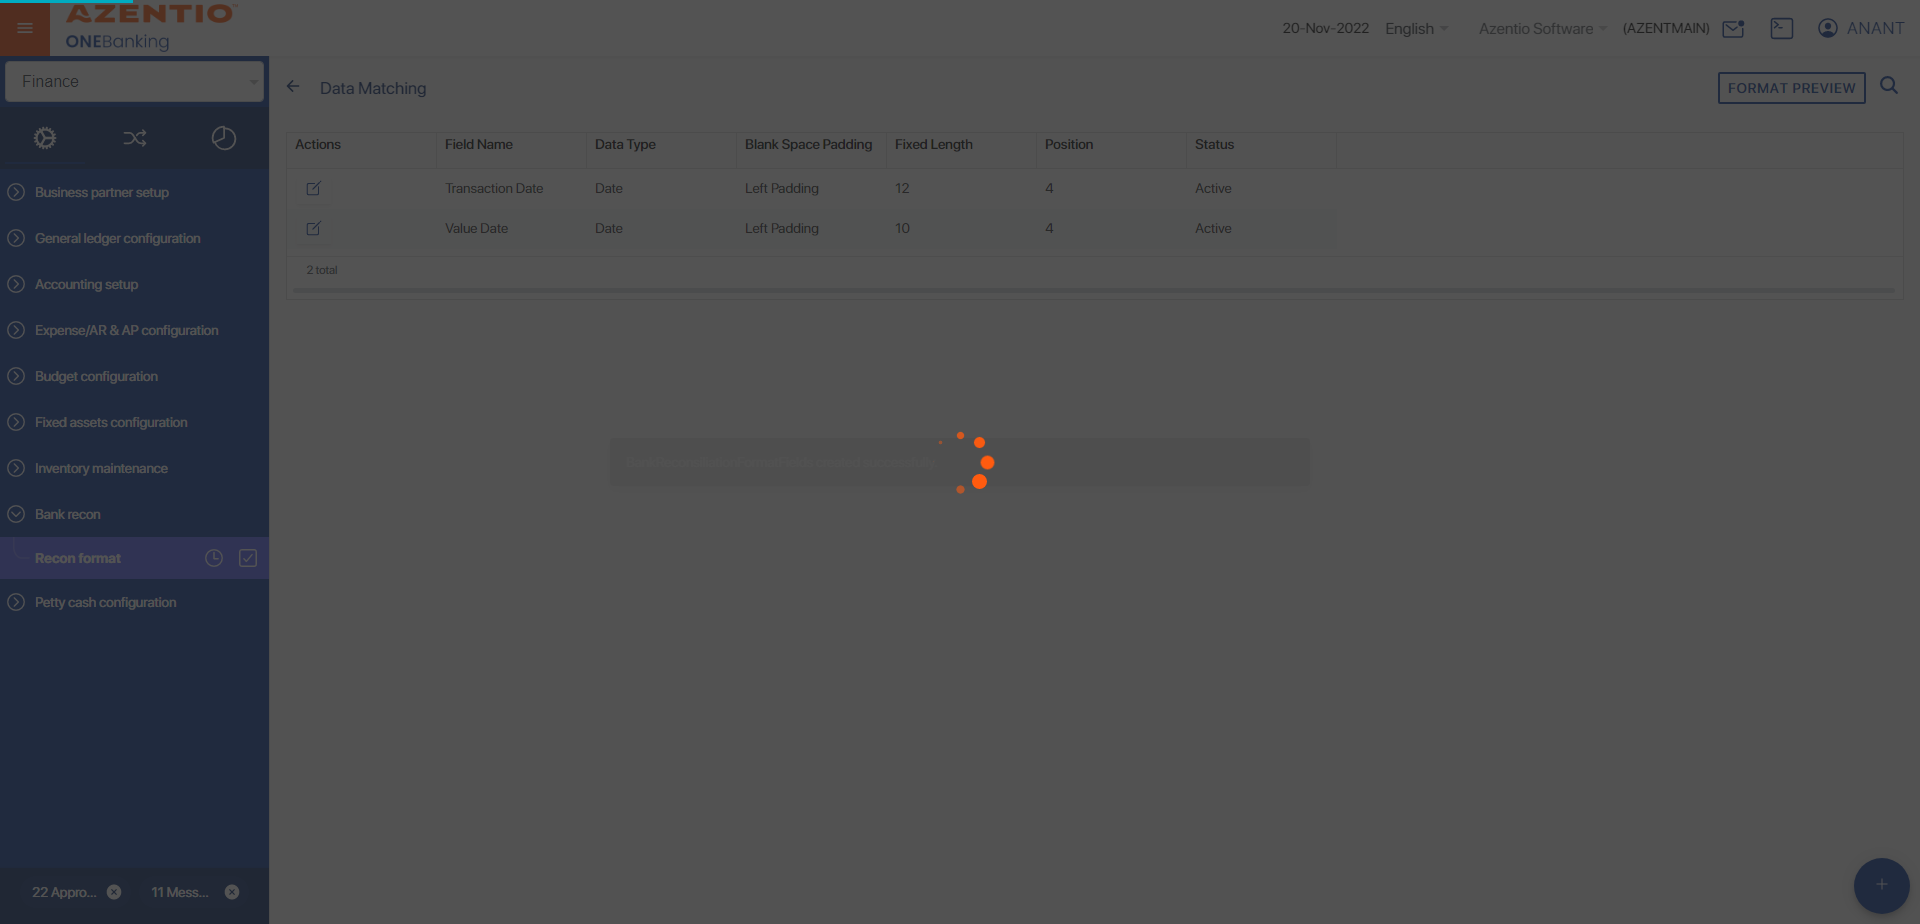 AZENTIO™
ONEBanking
20-Nov-2022 English Azentio Software (AZENTMAIN) ANANT
Finance
Data Matching
FORMAT PREVIEW
Actions Field Name Data Type Blank Space Padding Fixed Length Position Status
Transaction Date Date Left Padding 12 4 Active
Value Date Date Left Padding 10 4 Active
2 total
Business partner setup
General ledger configuration
Accounting setup
Expense/AR & AP configuration
Budget configuration
Fixed assets configuration
Inventory maintenance
Bank recon
Recon format
Petty cash configuration
22 Appro... 11 Mess...